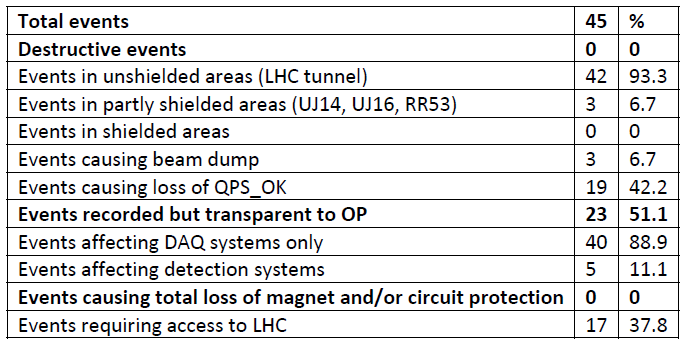 Total events 45 %
Destructive events 0 0
Events in unshielded areas (LHC tunnel) 42 93.3
Events in partly shielded areas (UJ14, UJ16, RR53) 3 6.7
Events in shielded areas 0 0
Events causing beam dump 3 6.7
Events causing loss of QPS_OK 19 42.2
Events recorded but transparent to OP 23 51.1
Events affecting DAQ systems only 40 88.9
Events affecting detection systems 5 11.1
Events causing total loss of magnet and/or circuit protection 0 0
Events requiring access to LHC 17 37.8